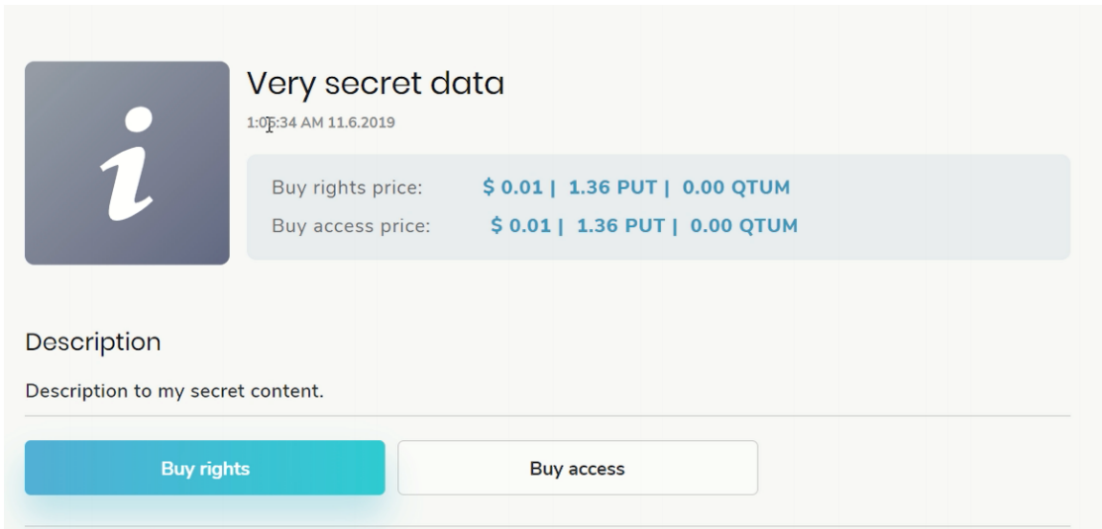 Very secret data
1:05:34 AM 11.6.2019
Buy rights price: $ 0.01 | 1.36 PUT | 0.00 QTUM
Buy access price: $ 0.01 | 1.36 PUT | 0.00 QTUM
Description
Description to my secret content.
Buy rights Buy access